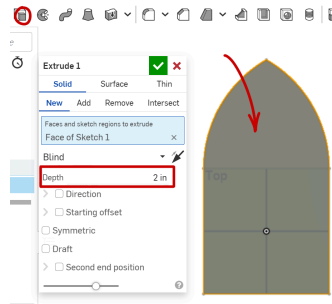 Extrude 1
Solid Surface Thin
New Add Remove Intersect
Faces and sketch regions to extrude
Face of Sketch 1
Blind
Depth 2 in
Direction
Starting offset
Symmetric
Draft
Second end position
Top